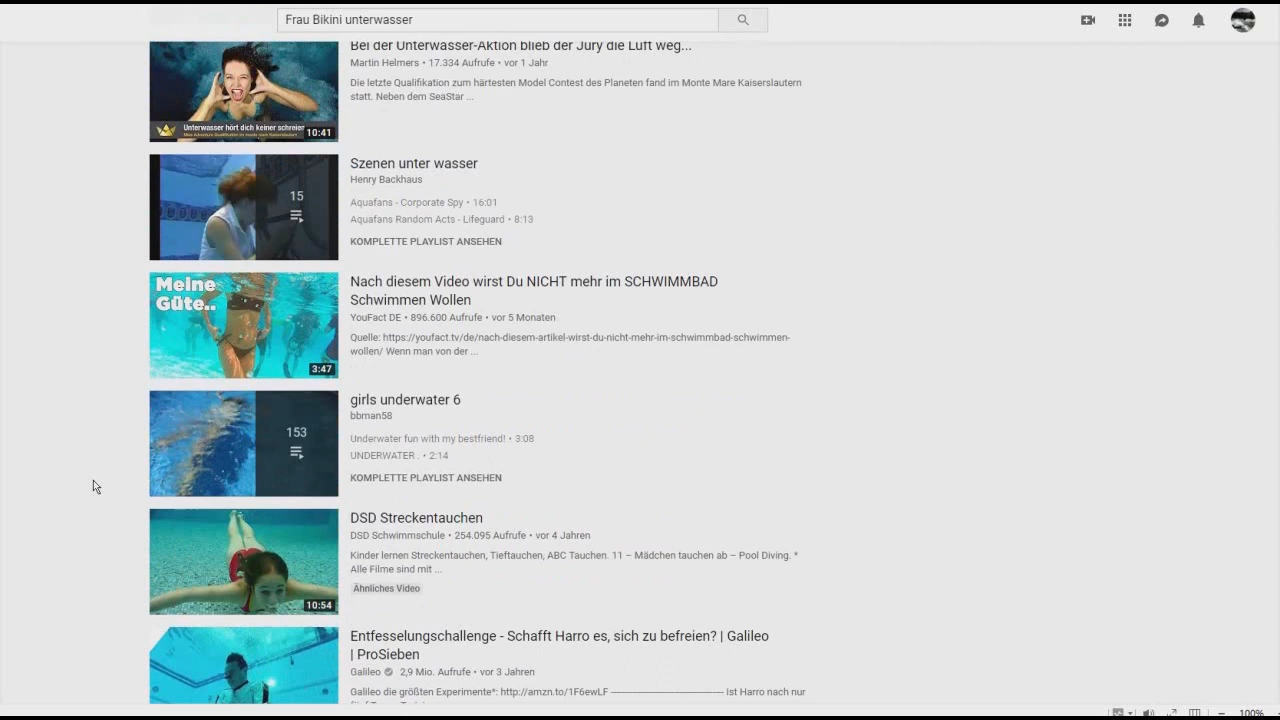 Frau Bikini unterwasser
Bei der Unterwasser-Aktion blieb der Jury die Luft weg...
Martin Helmers • 17.334 Aufrufe • vor 1 Jahr
Die letzte Qualifikation zum härtesten Model Contest des Planeten fand im Monte Mare Kaiserslautern
statt. Neben dem SeaStar ...
Unterwasser hört dich keiner schreien
10:41
Szenen unter wasser
Henry Backhaus
15
Aquafans - Corporate Spy • 16:01
Aquafans Random Acts - Lifeguard • 8:13
KOMPLETTE PLAYLIST ANSEHEN
Meine
Güte..
3:47
Nach diesem Video wirst Du NICHT mehr im SCHWIMMBAD
Schwimmen Wollen
YouFact DE • 896.600 Aufrufe • vor 5 Monaten
Quelle: https://youfact.tv/de/nach-diesem-artikel-wirst-du-nicht-mehr-im-schwimmbad-schwimmen-
wollen/ Wenn man von der ...
girls underwater 6
bbman58
153
Underwater fun with my bestfriend! • 3:08
UNDERWATER . • 2:14
KOMPLETTE PLAYLIST ANSEHEN
DSD Streckentauchen
DSD Schwimmschule • 254.095 Aufrufe • vor 4 Jahren
Kinder lernen Streckentauchen, Tieftauchen, ABC Tauchen. 11 – Mädchen tauchen ab – Pool Diving. *
Alle Filme sind mit ...
Ähnliches Video
10:54
Entfesselungschallenge - Schafft Harro es, sich zu befreien? | Galileo
| ProSieben
Galileo 2,9 Mio. Aufrufe • vor 3 Jahren
Galileo die größten Experimente*: http://amzn.to/1F6ewLF ------------------------------------ Ist Harro nach nur
100%